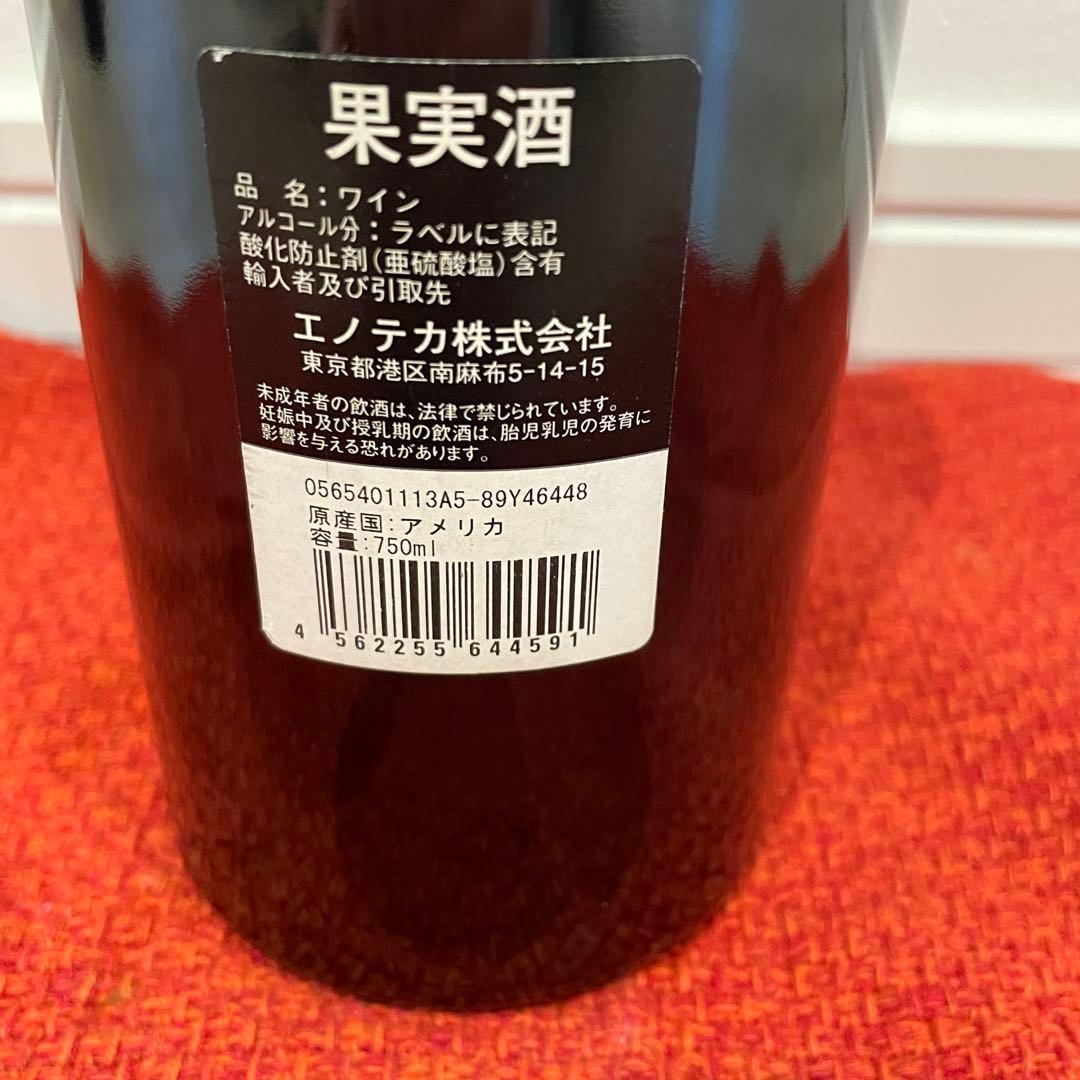 果実酒
品 名：ワイン
アルコール分：ラベルに表記
酸化防止剤（亜硫酸塩）含有
輸入者及び引取先
エノテカ株式会社
東京都港区南麻布5-14-15
未成年者の飲酒は、法律で禁じられています。
妊娠中及び授乳期の飲酒は、胎児乳児の発育に
影響を与える恐れがあります。
0565401113A5-89Y46448
原産国：アメリカ
容量：750ml
4 562255 644591